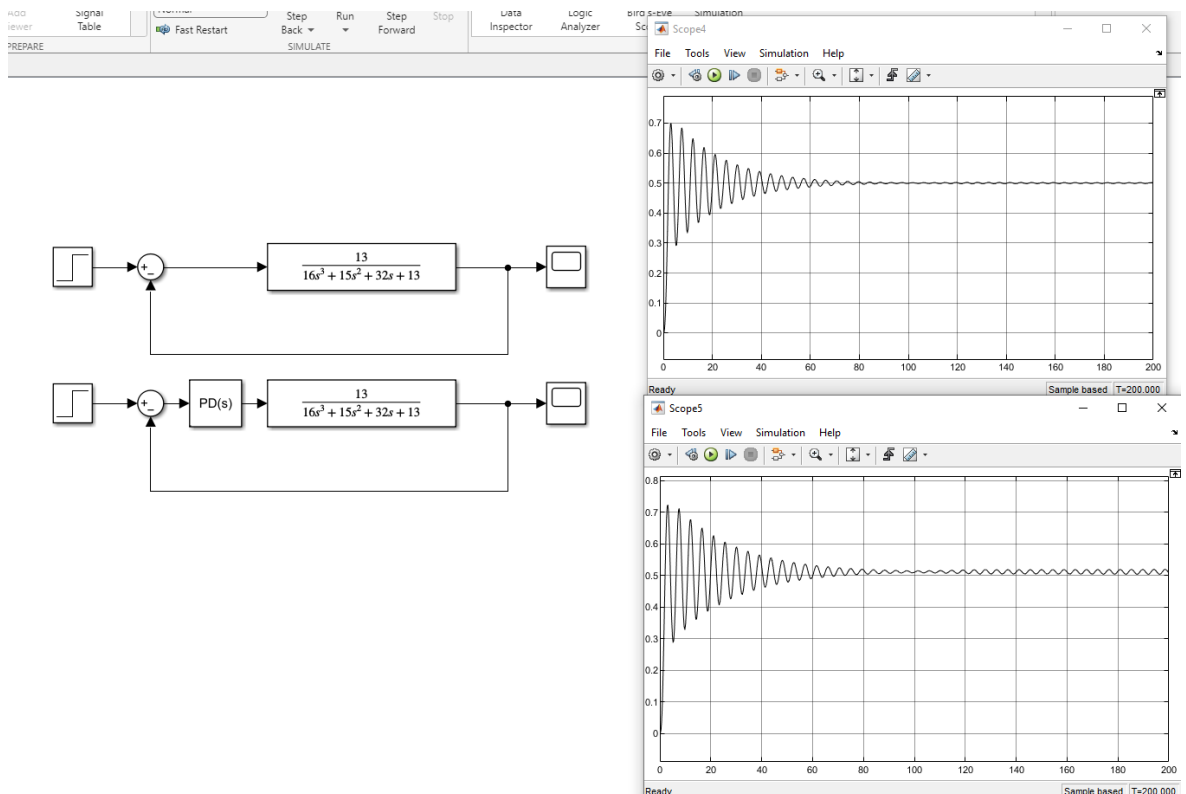 Add Signal Normal Step Run Step Stop Data Logic Bird's-Eye Simulation
Viewer Table Fast Restart Back Forward Inspector Analyzer
PREPARE SIMULATE
Scope4
File Tools View Simulation Help
0.7
0.6
0.5
0.4
0.3
0.2
0.1
0
0 20 40 60 80 100 120 140 160 180 200
Ready Sample based T=200.000
+ −
13
16s³ + 15s² + 32s + 13
+ −
PD(s)
13
16s³ + 15s² + 32s + 13
Scope5
File Tools View Simulation Help
0.8
0.7
0.6
0.5
0.4
0.3
0.2
0.1
0
0 20 40 60 80 100 120 140 160 180 200
Ready Sample based T=200.000